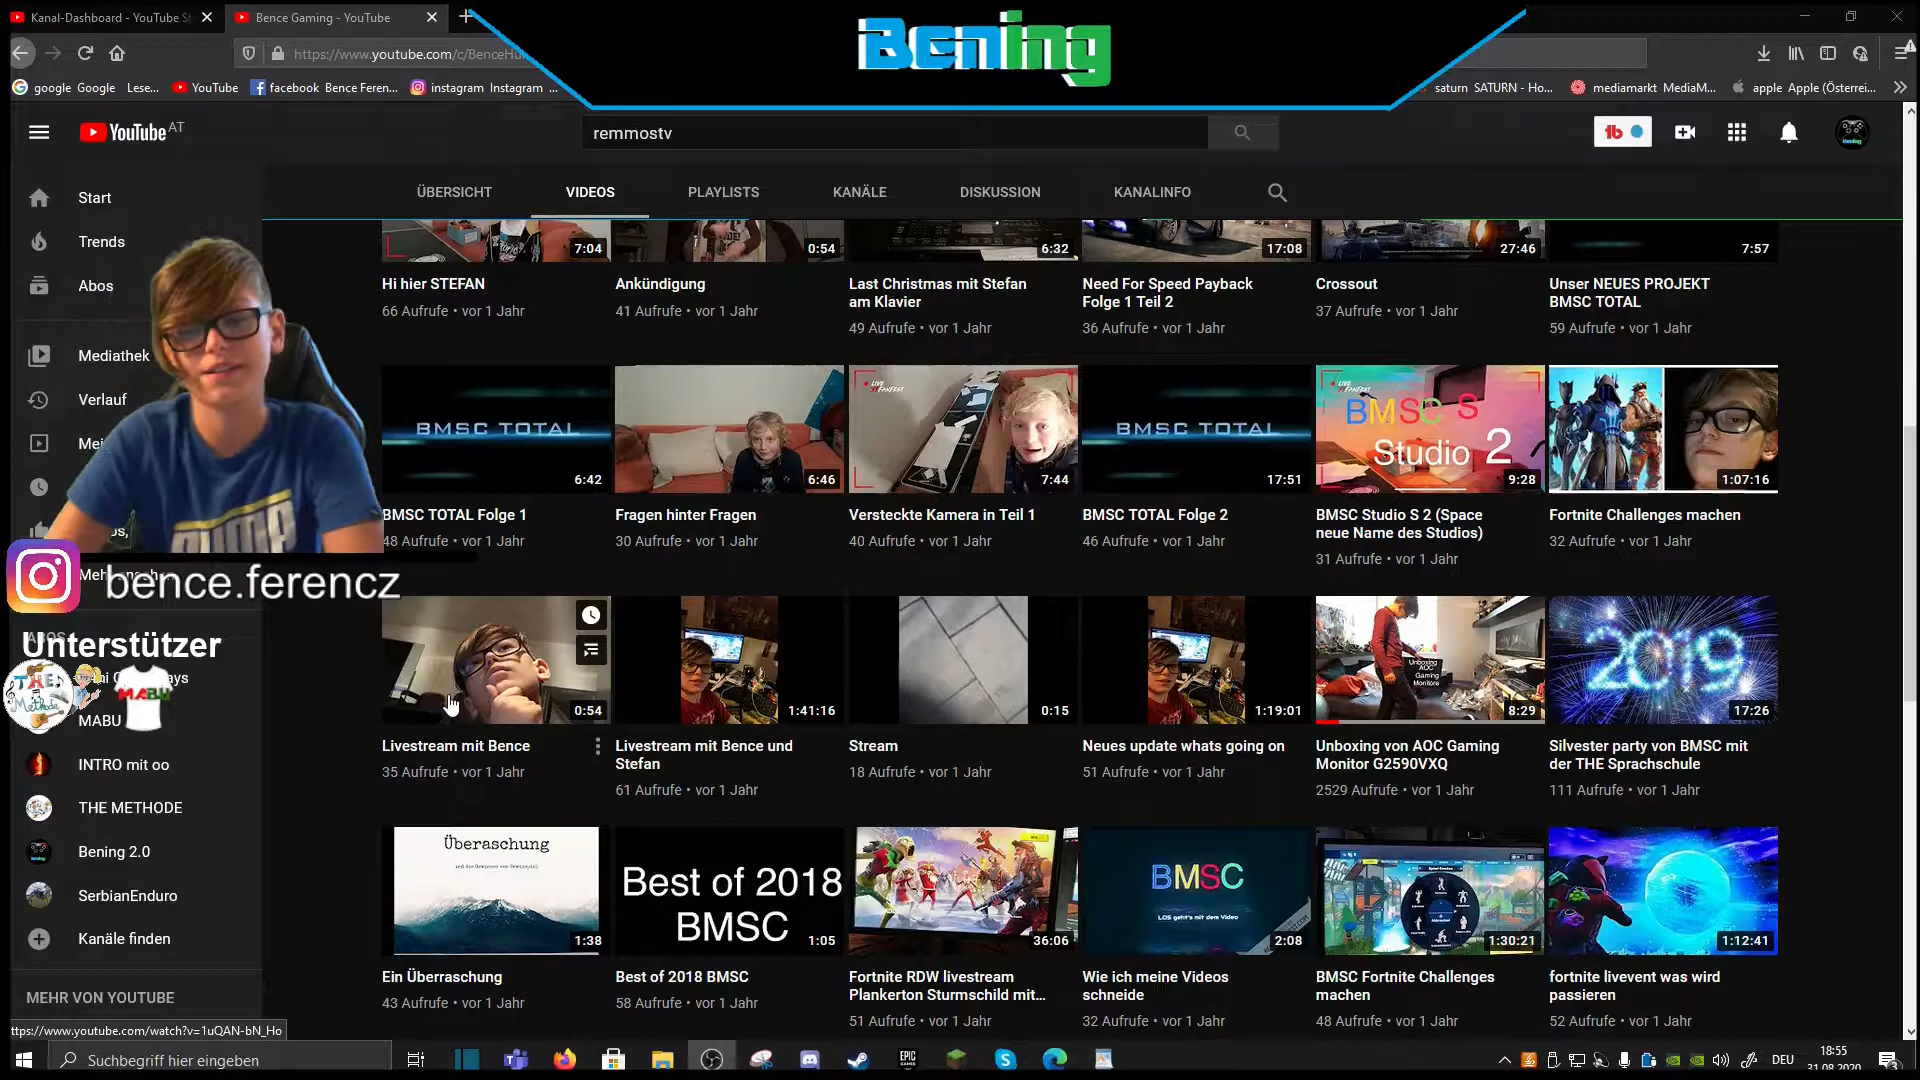 Kanal-Dashboard - YouTube St
Bence Gaming - YouTube
Bening
https://www.youtube.com/c/BenceHu
google Google
Lese...
YouTube
facebook Bence Feren...
instagram Instagram ...
saturn SATURN - Ho...
mediamarkt MediaM...
apple Apple (Österrei...
YouTube AT
remmostv
ÜBERSICHT
VIDEOS
PLAYLISTS
KANÄLE
DISKUSSION
KANALINFO
Start
Trends
Abos
Mediathek
Verlauf
Mei
bence.ferencz
Unterstützer
MABU
INTRO mit oo
THE METHODE
Bening 2.0
SerbianEnduro
Kanäle finden
MEHR VON YOUTUBE
7:04
0:54
6:32
17:08
27:46
7:57
Hi hier STEFAN
66 Aufrufe • vor 1 Jahr
Ankündigung
41 Aufrufe • vor 1 Jahr
Last Christmas mit Stefan
am Klavier
49 Aufrufe • vor 1 Jahr
Need For Speed Payback
Folge 1 Teil 2
36 Aufrufe • vor 1 Jahr
Crossout
37 Aufrufe • vor 1 Jahr
Unser NEUES PROJEKT
BMSC TOTAL
59 Aufrufe • vor 1 Jahr
BMSC TOTAL
6:42
6:46
LIVE FANFEST
7:44
BMSC TOTAL
17:51
LIVE FANFEST
BMSC S
Studio 2
9:28
1:07:16
BMSC TOTAL Folge 1
48 Aufrufe • vor 1 Jahr
Fragen hinter Fragen
30 Aufrufe • vor 1 Jahr
Versteckte Kamera in Teil 1
40 Aufrufe • vor 1 Jahr
BMSC TOTAL Folge 2
46 Aufrufe • vor 1 Jahr
BMSC Studio S 2 (Space
neue Name des Studios)
31 Aufrufe • vor 1 Jahr
Fortnite Challenges machen
32 Aufrufe • vor 1 Jahr
0:54
1:41:16
0:15
1:19:01
Unboxing
AOC
Gaming
Monitore
8:29
2019
17:26
Livestream mit Bence
35 Aufrufe • vor 1 Jahr
Livestream mit Bence und
Stefan
61 Aufrufe • vor 1 Jahr
Stream
18 Aufrufe • vor 1 Jahr
Neues update whats going on
51 Aufrufe • vor 1 Jahr
Unboxing von AOC Gaming
Monitor G2590VXQ
2529 Aufrufe • vor 1 Jahr
Silvester party von BMSC mit
der THE Sprachschule
111 Aufrufe • vor 1 Jahr
Überaschung
1:38
Best of 2018
BMSC
1:05
36:06
BMSC
LOS geht's mit dem Video
2:08
1:30:21
1:12:41
Ein Überraschung
43 Aufrufe • vor 1 Jahr
Best of 2018 BMSC
58 Aufrufe • vor 1 Jahr
Fortnite RDW livestream
Plankerton Sturmschild mit...
51 Aufrufe • vor 1 Jahr
Wie ich meine Videos
schneide
32 Aufrufe • vor 1 Jahr
BMSC Fortnite Challenges
machen
48 Aufrufe • vor 1 Jahr
fortnite livevent was wird
passieren
52 Aufrufe • vor 1 Jahr
ttps://www.youtube.com/watch?v=1uQAN-bN_Ho
Suchbegriff hier eingeben
EPIC
GAMES
DEU
18:55
31.08.2020